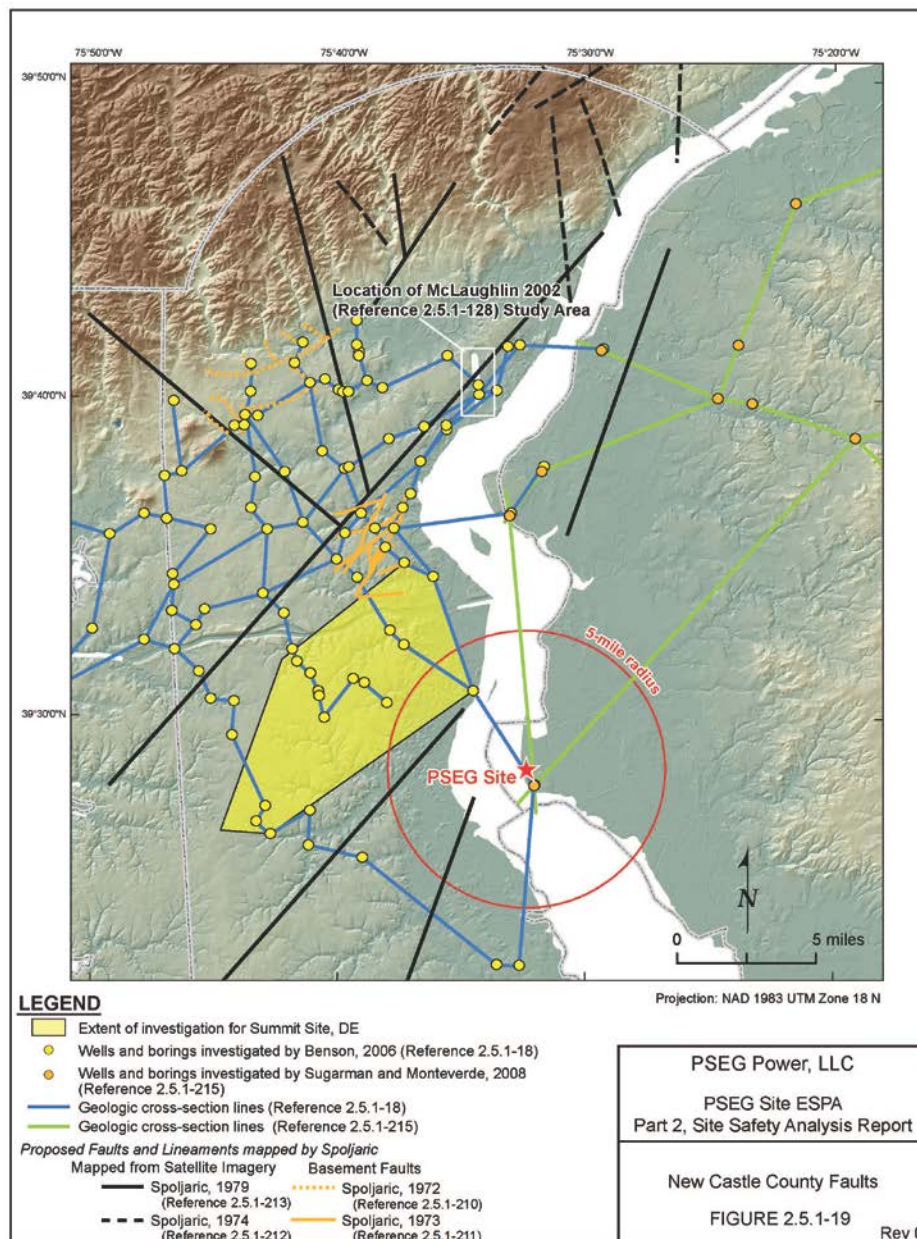 75°50'0"W
75°40'0"W
75°30'0"W
75°20'0"W
39°50'0"N
39°40'0"N
39°30'0"N
Location of McLaughlin 2002
(Reference 2.5.1-128) Study Area
5-mile radius
PSEG Site
N
0 5 miles
Projection: NAD 1983 UTM Zone 18 N
LEGEND
Extent of investigation for Summit Site, DE
Wells and borings investigated by Benson, 2006 (Reference 2.5.1-18)
Wells and borings investigated by Sugarman and Monteverde, 2008
(Reference 2.5.1-215)
Geologic cross-section lines (Reference 2.5.1-18)
Geologic cross-section lines (Reference 2.5.1-215)
Proposed Faults and Lineaments mapped by Spoljaric
Mapped from Satellite Imagery
Basement Faults
Spoljaric, 1979
(Reference 2.5.1-213)
Spoljaric, 1972
(Reference 2.5.1-210)
Spoljaric, 1974
(Reference 2.5.1-212)
Spoljaric, 1973
(Reference 2.5.1-211)
PSEG Power, LLC
PSEG Site ESPA
Part 2, Site Safety Analysis Report
New Castle County Faults
FIGURE 2.5.1-19
Rev